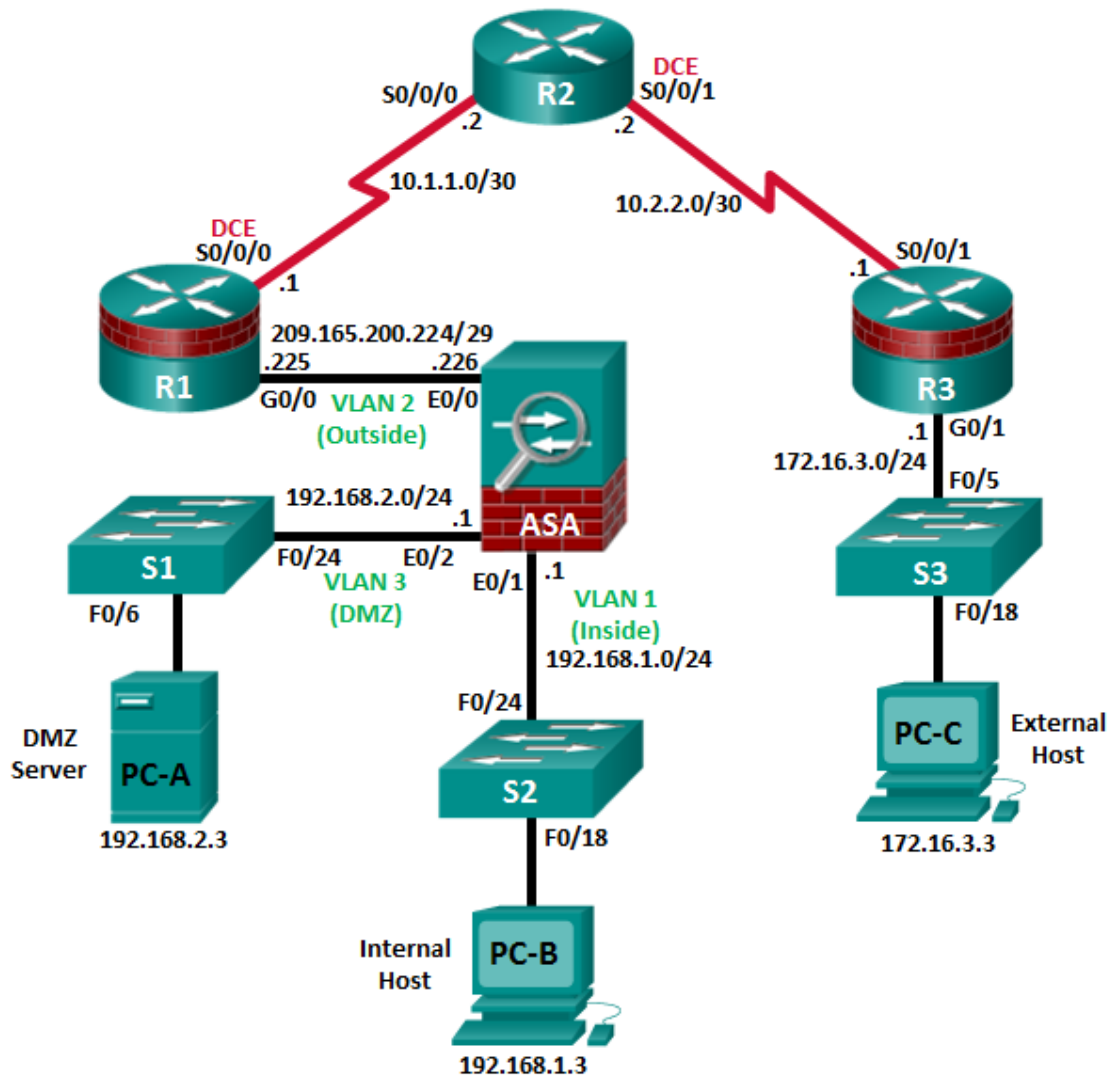 DCE
S0/0/0
R2
S0/0/1
.2
.2
10.1.1.0/30
10.2.2.0/30
DCE
S0/0/0
.1
S0/0/1
.1
209.165.200.224/29
.225
.226
R1
G0/0
VLAN 2
(Outside)
E0/0
R3
.1
G0/1
172.16.3.0/24
F0/5
192.168.2.0/24
.1
ASA
S1
F0/24
E0/2
VLAN 3
(DMZ)
E0/1
.1
VLAN 1
(Inside)
192.168.1.0/24
S3
F0/18
F0/6
F0/24
DMZ
Server
PC-A
192.168.2.3
S2
F0/18
PC-C
External
Host
172.16.3.3
Internal
Host
PC-B
192.168.1.3